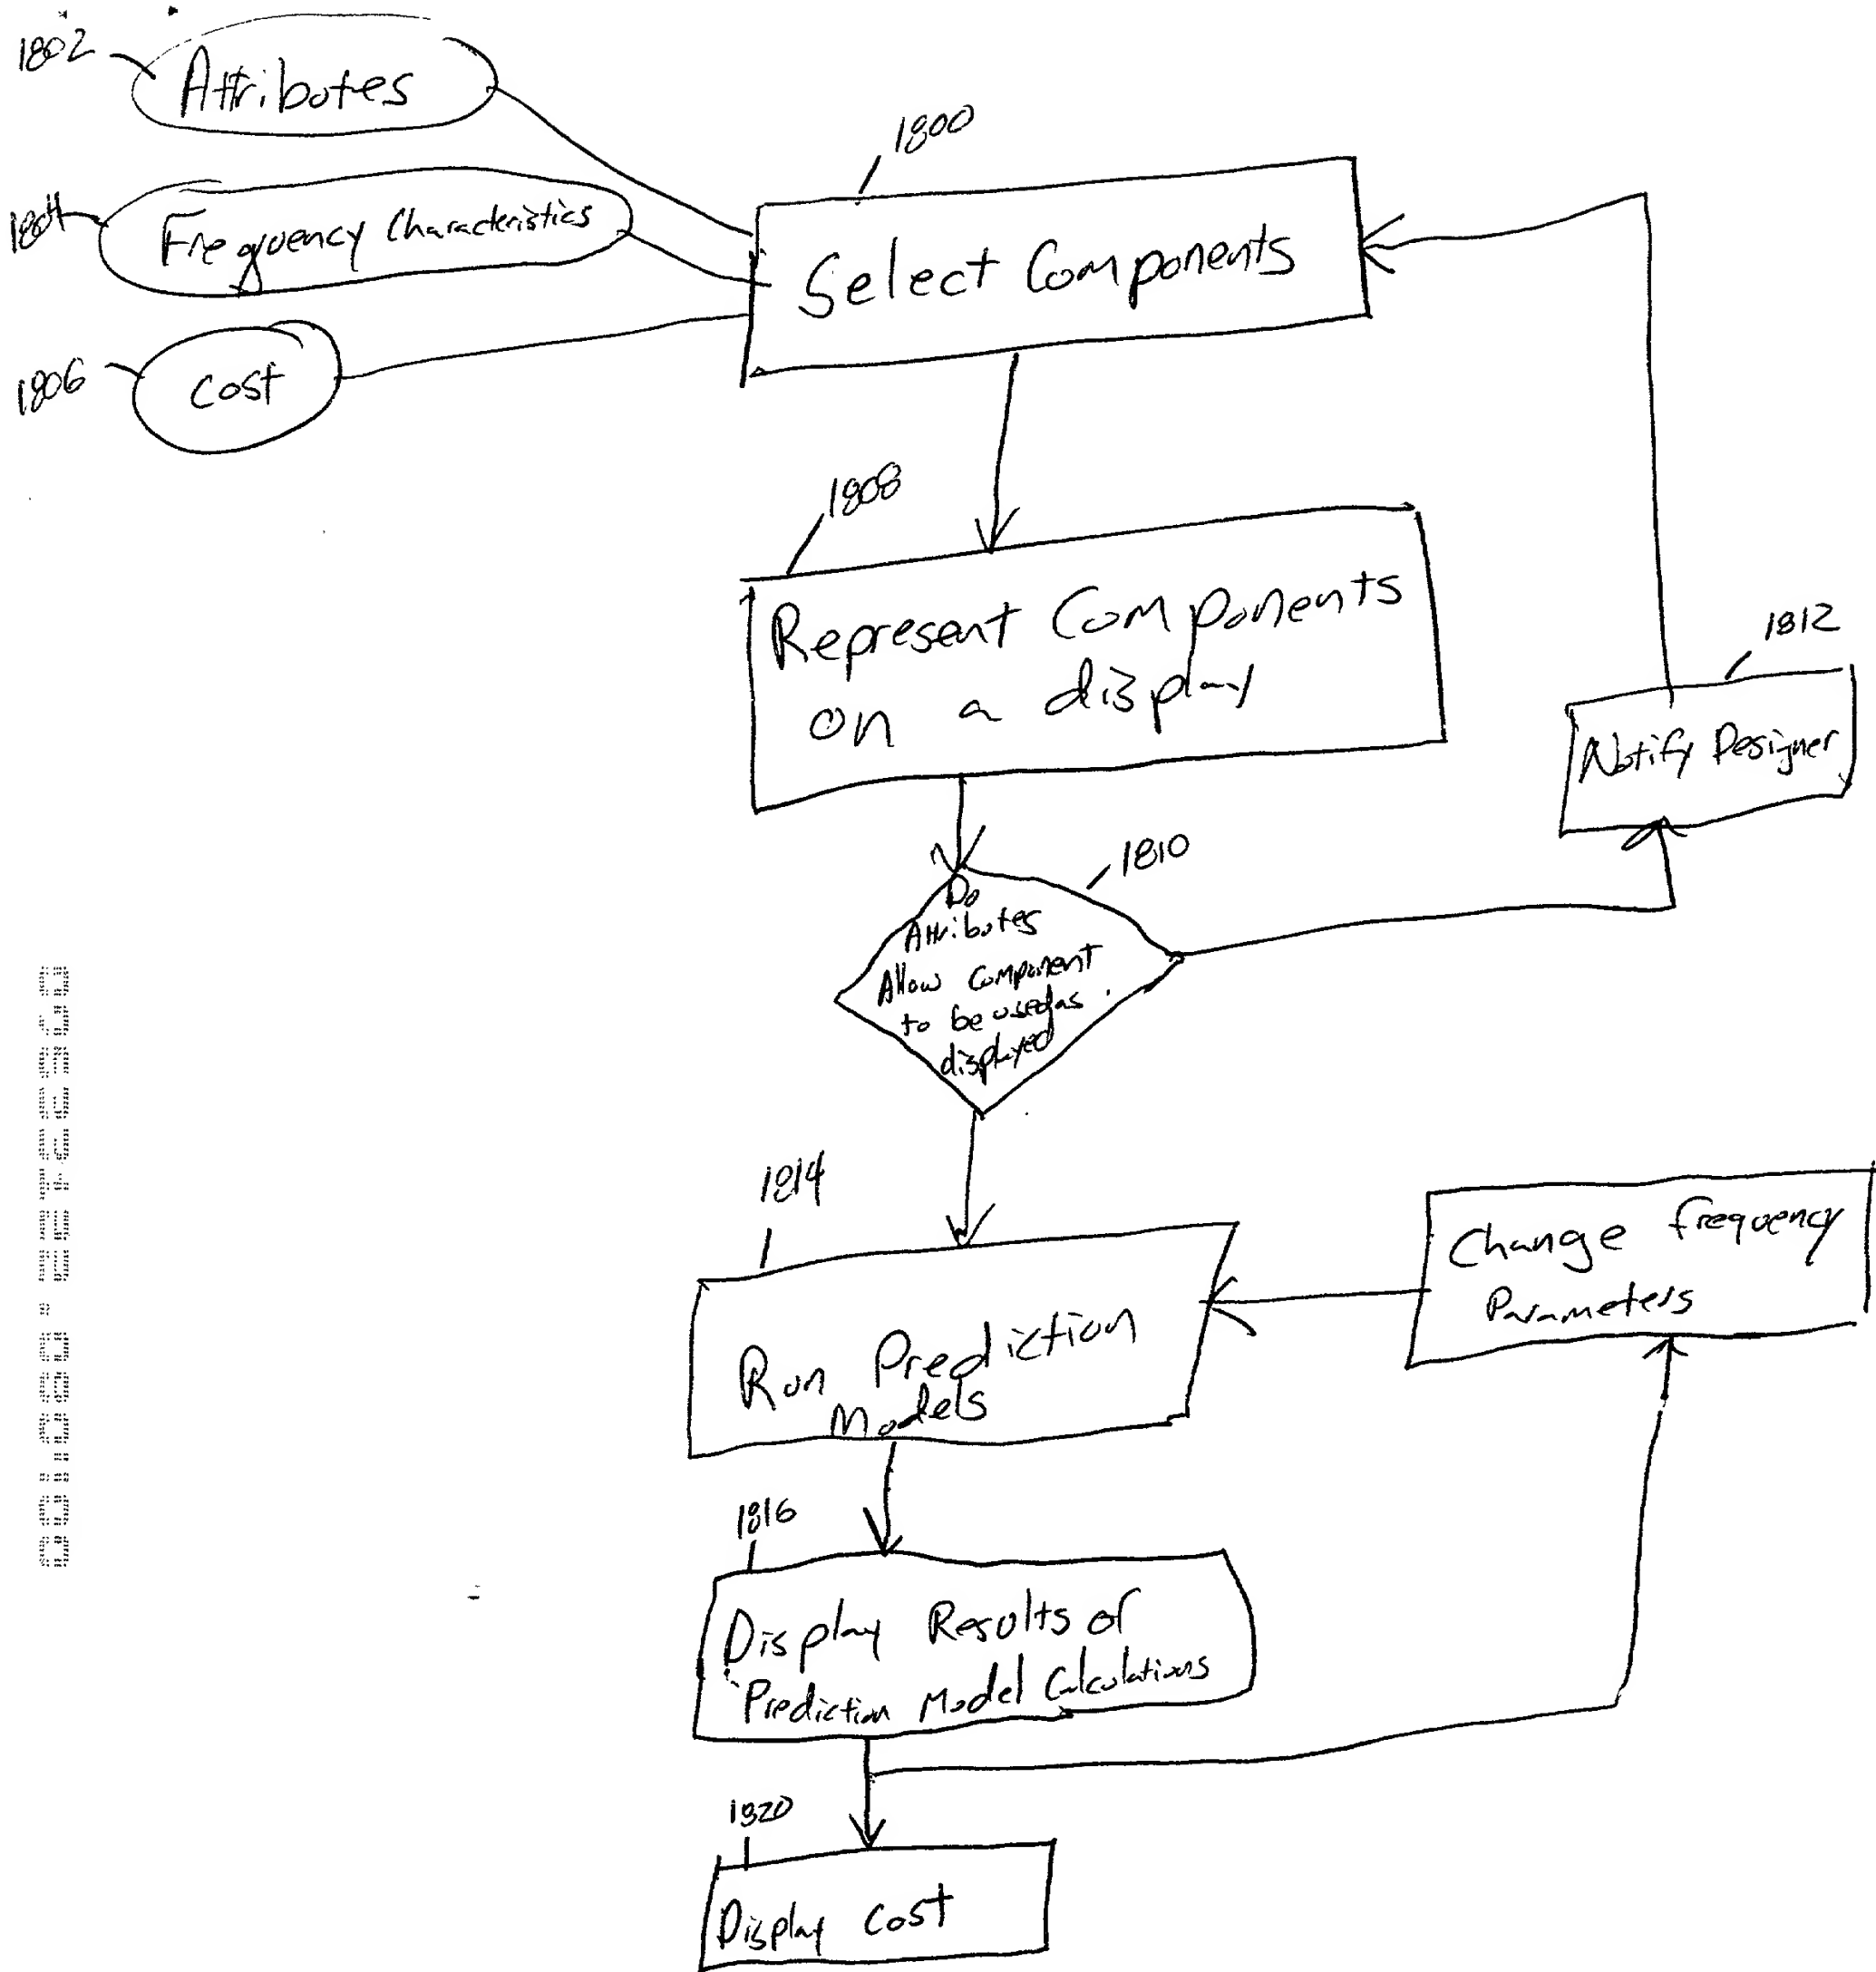 1802
Attributes
1800
1804
Frequency Characteristics
Select Components
1806
Cost
1808
Represent Components
on a display
1812
Notify Designer
1810
Do
Attributes
Allow Component
to be used as
displayed
1814
Change Frequency
Parameters
Run Prediction
Models
1816
Display Results of
Prediction Model Calculations
1820
Display Cost